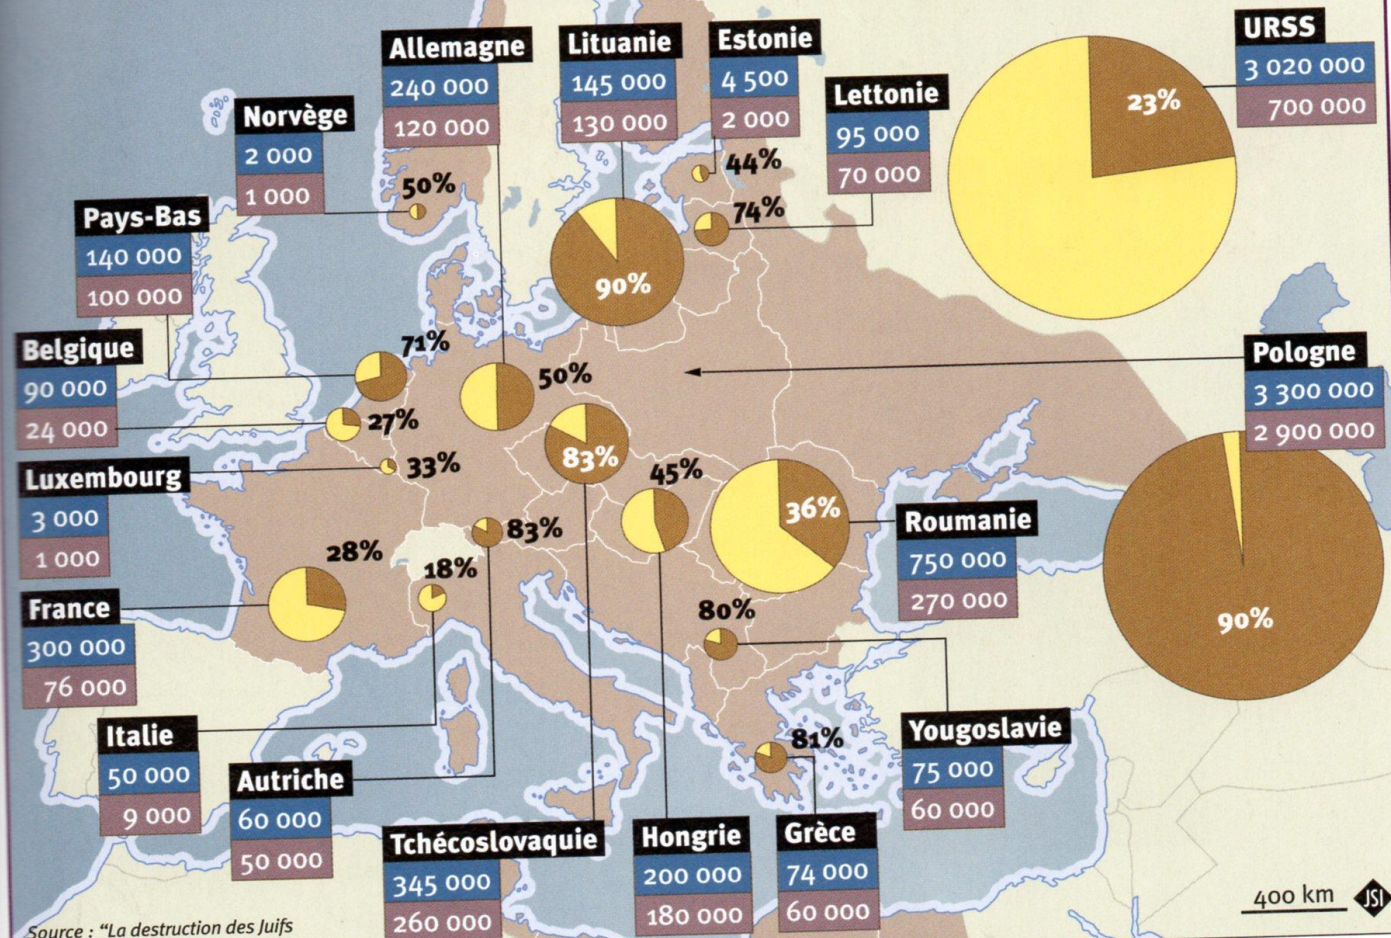 Allemagne
240 000
120 000
Lituanie
145 000
130 000
Estonie
4 500
2 000
URSS
3 020 000
700 000
23%
Lettonie
95 000
70 000
Norvège
2 000
1 000
50%
44%
74%
90%
Pays-Bas
140 000
100 000
71%
Belgique
90 000
24 000
27%
50%
Pologne
3 300 000
2 900 000
90%
83%
Luxembourg
3 000
1 000
33%
45%
36%
Roumanie
750 000
270 000
83%
France
300 000
76 000
28%
18%
80%
Yougoslavie
75 000
60 000
81%
Italie
50 000
9 000
Autriche
60 000
50 000
Tchécoslovaquie
345 000
260 000
Hongrie
200 000
180 000
Grèce
74 000
60 000
400 km
JSI
Source : “La destruction des Juifs